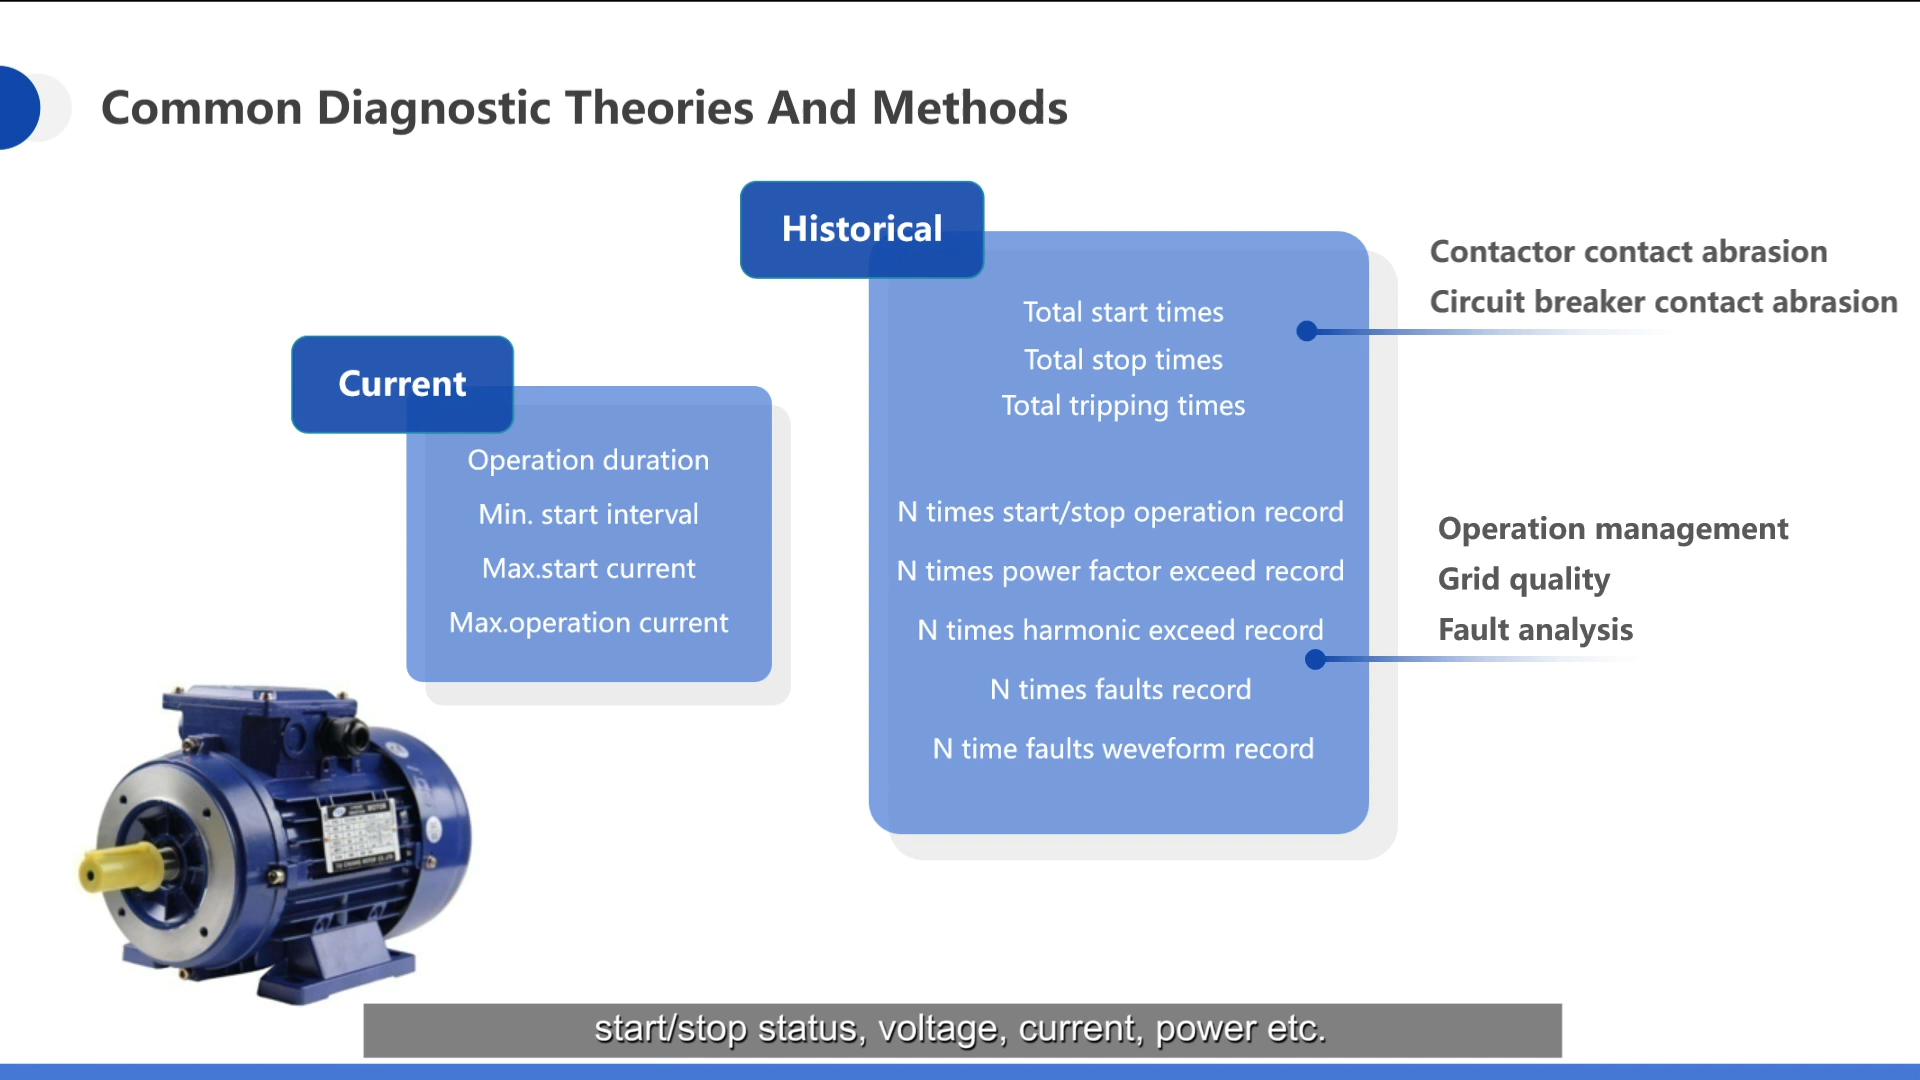 Common Diagnostic Theories And Methods
Historical
Total start times
Total stop times
Total tripping times
N times start/stop operation record
N times power factor exceed record
N times harmonic exceed record
N times faults record
N time faults weveform record
Contactor contact abrasion
Circuit breaker contact abrasion
Operation management
Grid quality
Fault analysis
Current
Operation duration
Min. start interval
Max.start current
Max.operation current
MOTOR
start/stop status, voltage, current, power etc.